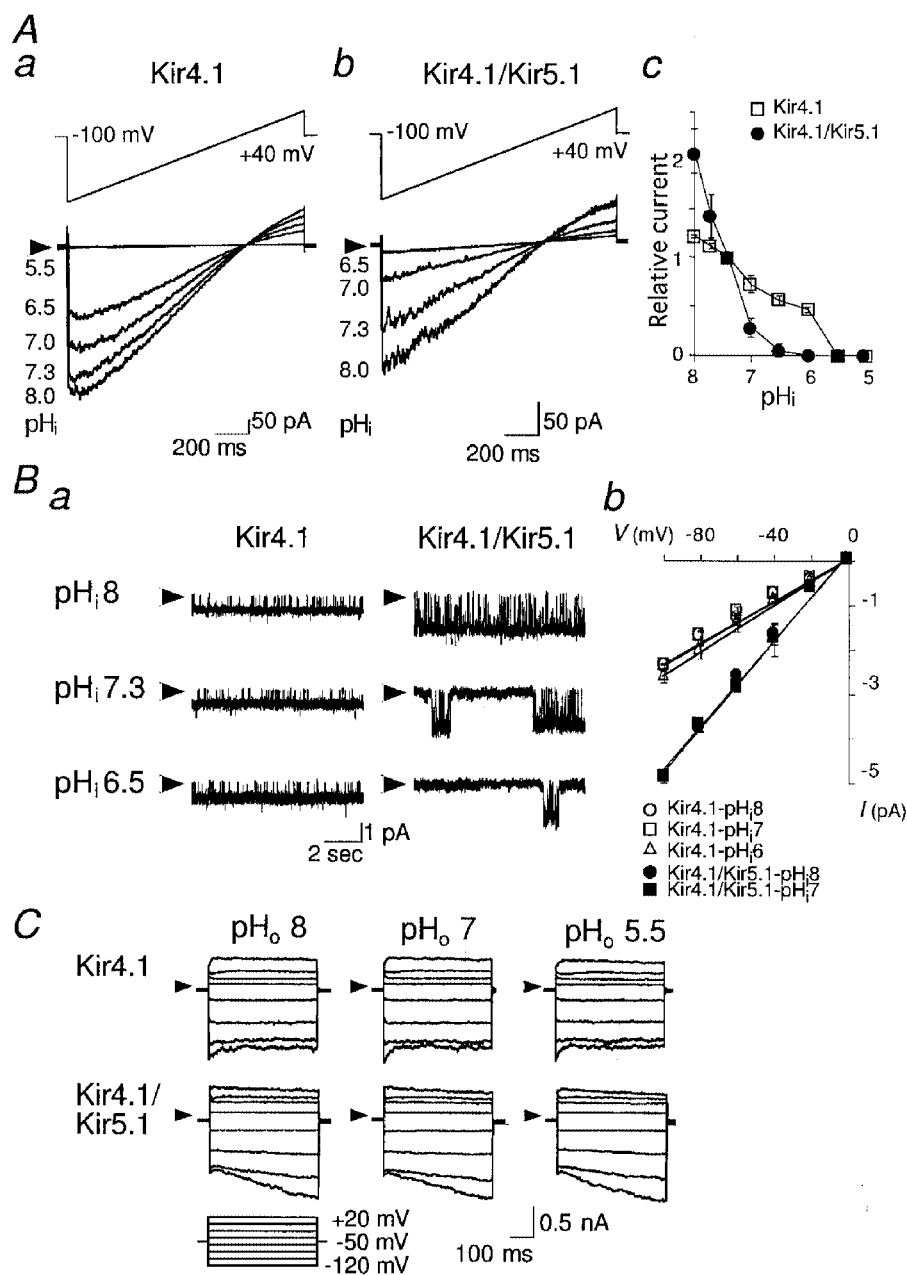 A
a
Kir4.1
-100 mV
+40 mV
5.5
6.5
7.0
7.3
8.0
pHi
50 pA
200 ms
b
Kir4.1/Kir5.1
-100 mV
+40 mV
6.5
7.0
7.3
8.0
pHi
50 pA
200 ms
c
Kir4.1
Kir4.1/Kir5.1
Relative current
2
1
0
8 7 6 5
pHi
B
a
Kir4.1 Kir4.1/Kir5.1
pHi 8
pHi 7.3
pHi 6.5
1 pA
2 sec
b
V (mV) -80 -40 0
-1
-3
-5
I (pA)
Kir4.1-pHi8
Kir4.1-pHi7
Kir4.1-pHi6
Kir4.1/Kir5.1-pHi8
Kir4.1/Kir5.1-pHi7
C
pHo 8 pHo 7 pHo 5.5
Kir4.1
Kir4.1/
Kir5.1
+20 mV
-50 mV
-120 mV
0.5 nA
100 ms